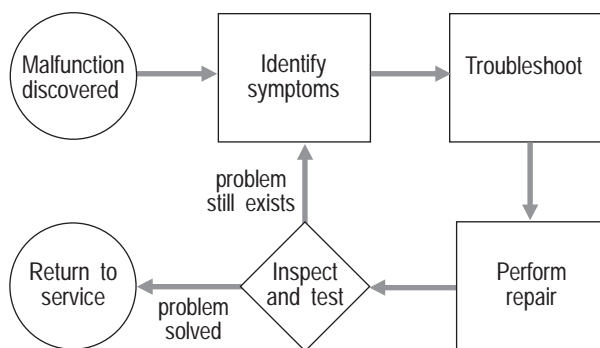 Malfunction
discovered
Identify
symptoms
Troubleshoot
problem
still exists
Return to
service
problem
solved
Inspect
and test
Perform
repair